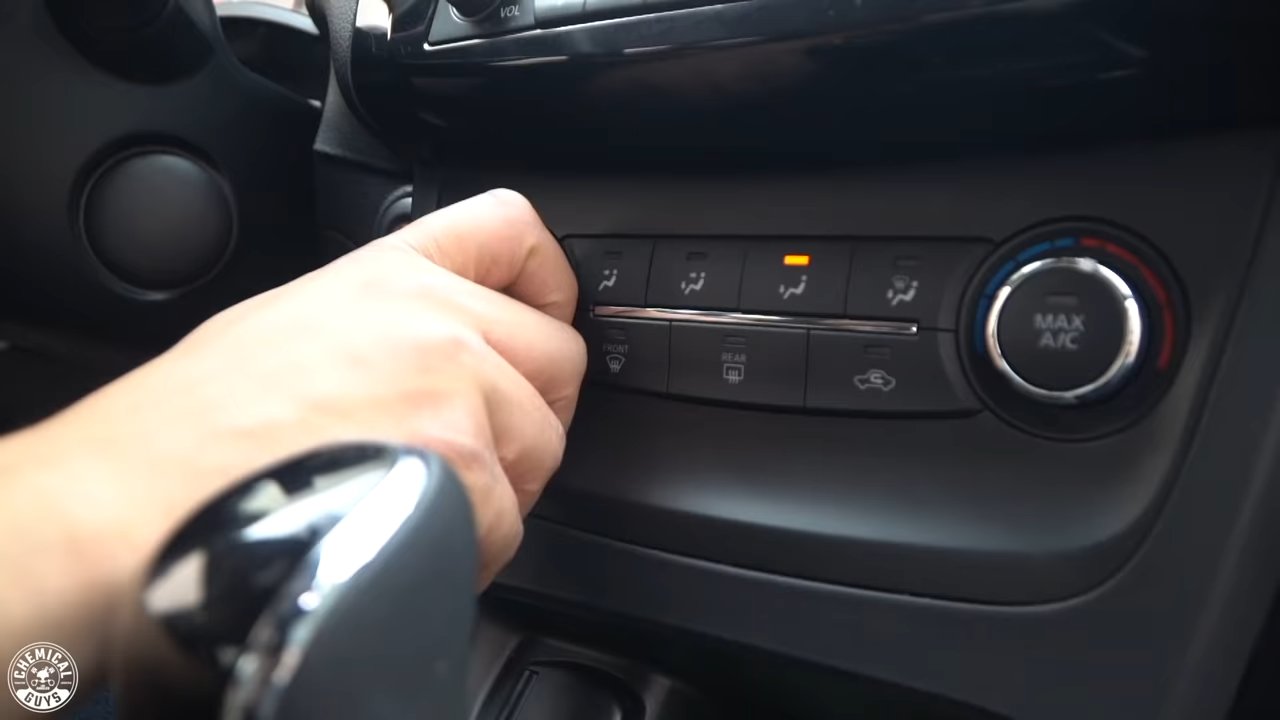 VOL
MAX
A/C
FRONT
REAR
CHEMICAL
GUYS